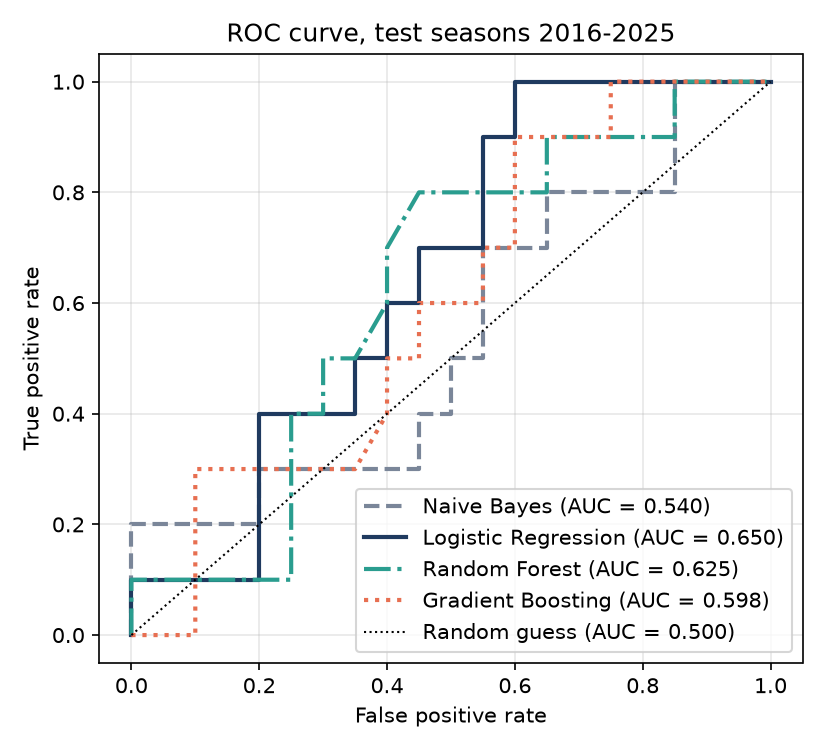 ROC curve, test seasons 2016-2025
True positive rate
1.0
0.8
0.6
0.4
0.2
0.0
Naive Bayes (AUC = 0.540)
Logistic Regression (AUC = 0.650)
Random Forest (AUC = 0.625)
Gradient Boosting (AUC = 0.598)
Random guess (AUC = 0.500)
0.0 0.2 0.4 0.6 0.8 1.0
False positive rate